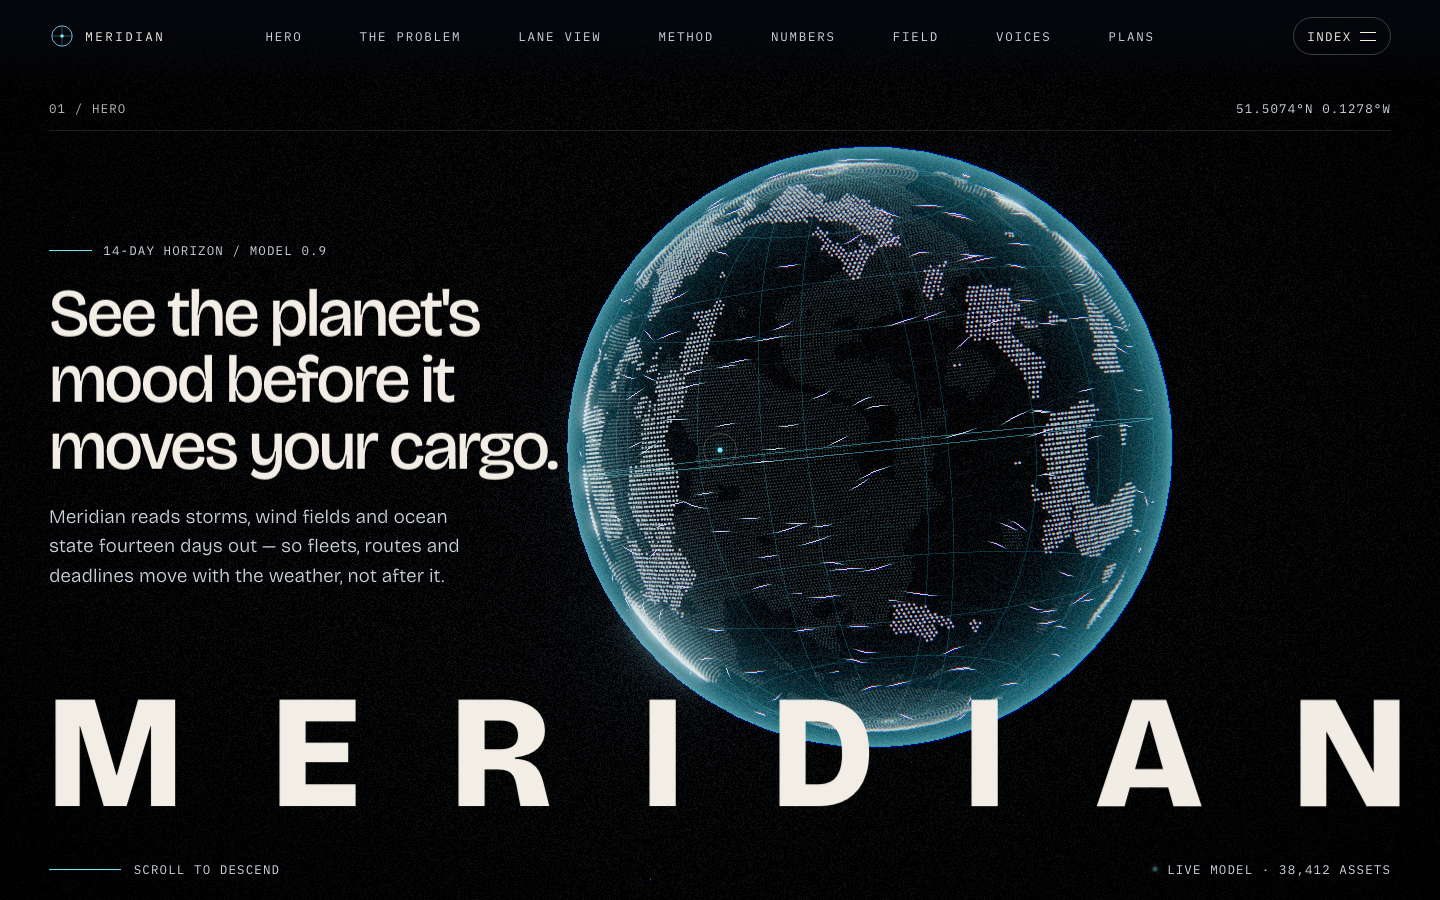 MERIDIAN
HERO THE PROBLEM LANE VIEW METHOD NUMBERS FIELD VOICES PLANS
INDEX
01 / HERO
51.5074°N 0.1278°W
14-DAY HORIZON / MODEL 0.9
See the planet's
mood before it
moves your cargo.
Meridian reads storms, wind fields and ocean
state fourteen days out — so fleets, routes and
deadlines move with the weather, not after it.
MERIDIAN
SCROLL TO DESCEND
LIVE MODEL · 38,412 ASSETS